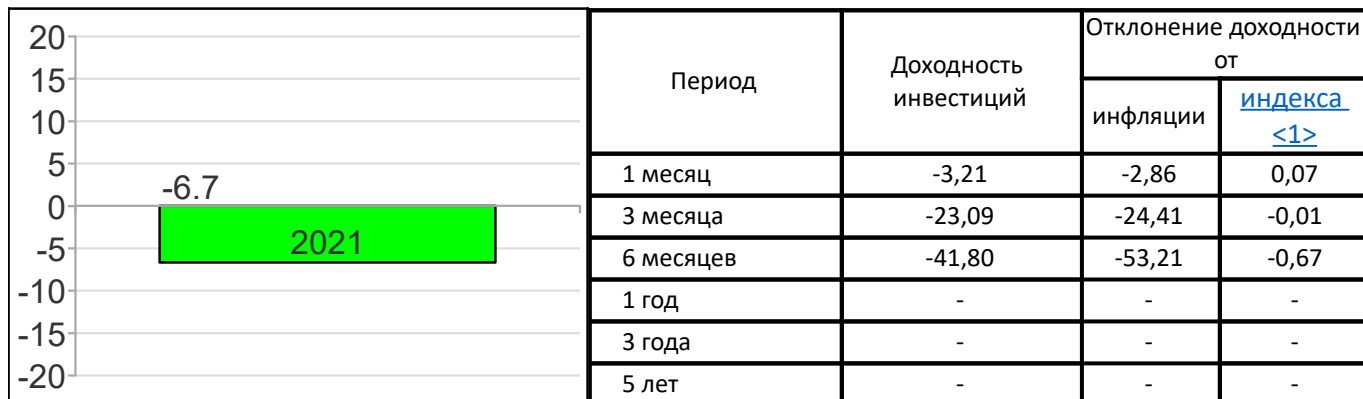 20
15
10
5
0
-5
-10
-15
-20
-6.7
2021
Период
Доходность
инвестиций
Отклонение доходности
от
инфляции
индекса
<1>
1 месяц -3,21 -2,86 0,07
3 месяца -23,09 -24,41 -0,01
6 месяцев -41,80 -53,21 -0,67
1 год - - -
3 года - - -
5 лет - - -